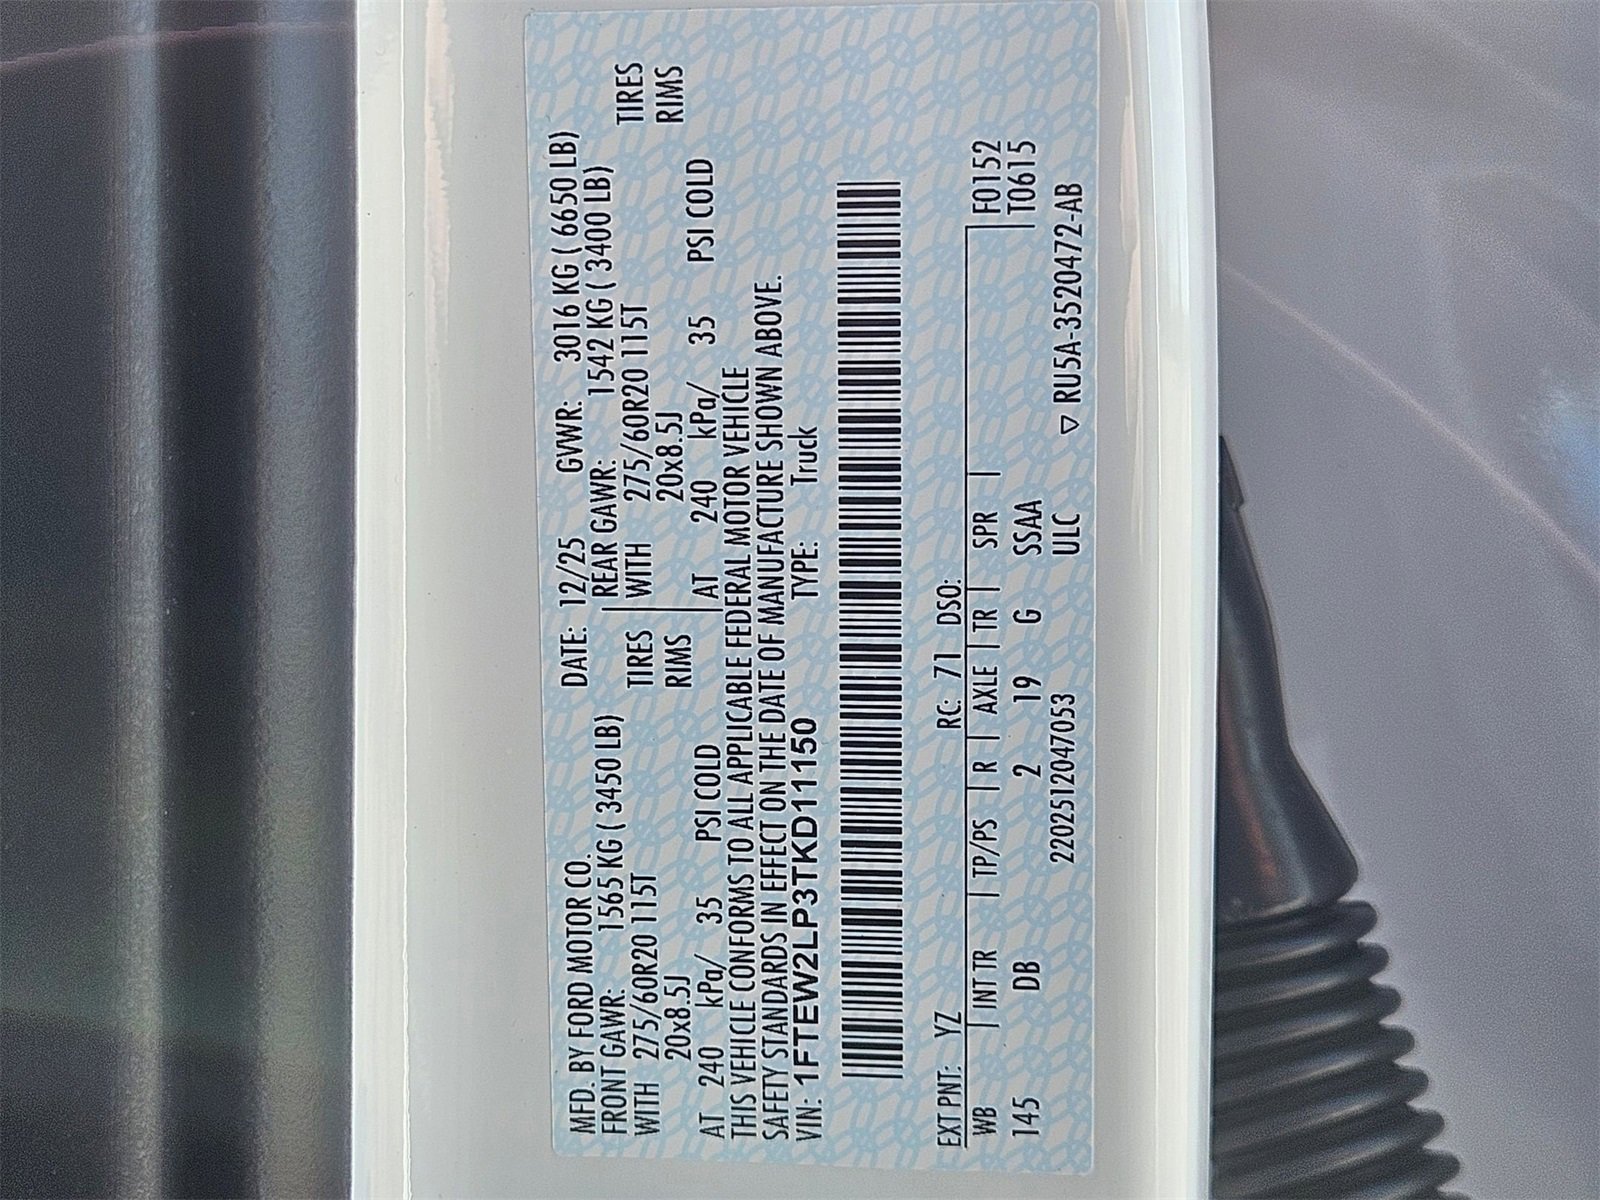 MFD. BY FORD MOTOR CO. DATE: 12/25 GVWR: 3016 KG ( 6650 LB)
FRONT GAWR: 1565 KG ( 3450 LB) REAR GAWR: 1542 KG ( 3400 LB)
WITH 275/60R20 115T TIRES WITH 275/60R20 115T TIRES
20x8.5J RIMS 20x8.5J RIMS
AT 240 kPa/ 35 PSI COLD AT 240 kPa/ 35 PSI COLD
THIS VEHICLE CONFORMS TO ALL APPLICABLE FEDERAL MOTOR VEHICLE
SAFETY STANDARDS IN EFFECT ON THE DATE OF MANUFACTURE SHOWN ABOVE.
VIN: 1FTEW2LP3TKD11150 TYPE: Truck
EXT PNT: YZ RC: 71 DSO:
WB INT TR TP/PS R AXLE TR SPR F0152
145 DB 2 19 G SSAA T0615
2202512047053 ULC ▽ RU5A-3520472-AB